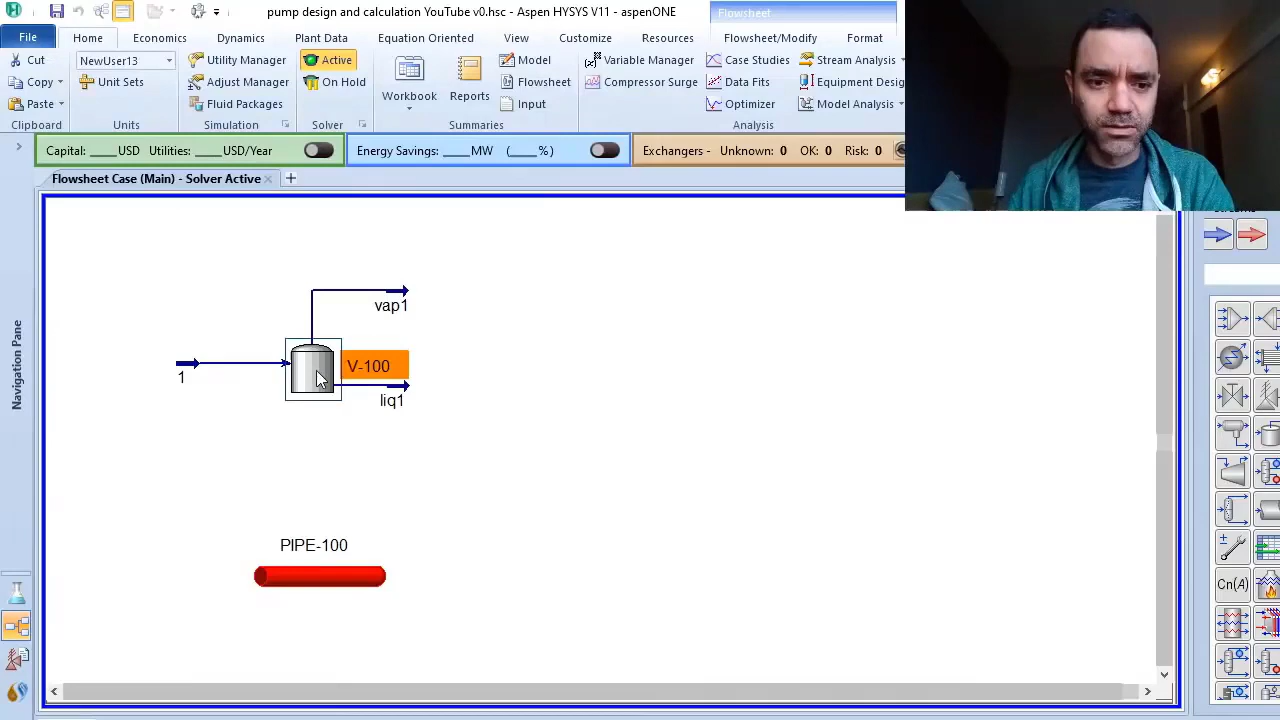 pump design and calculation YouTube v0.hsc - Aspen HYSYS V11 - aspenONE
Flowsheet
File
Home
Economics
Dynamics
Plant Data
Equation Oriented
View
Customize
Resources
Flowsheet/Modify
Format
Cut
Copy
Paste
Clipboard
NewUser13
Unit Sets
Units
Utility Manager
Adjust Manager
Fluid Packages
Simulation
Active
On Hold
Solver
Workbook
Reports
Model
Flowsheet
Input
Summaries
Variable Manager
Compressor Surge
Case Studies
Data Fits
Optimizer
Stream Analysis
Equipment Desig
Model Analysis
Analysis
Capital: ____USD Utilities: ____USD/Year
Energy Savings: ____MW (____%)
Exchangers - Unknown: 0 OK: 0 Risk: 0
Flowsheet Case (Main) - Solver Active
Navigation Pane
vap1
1
V-100
liq1
PIPE-100
Cn(A)